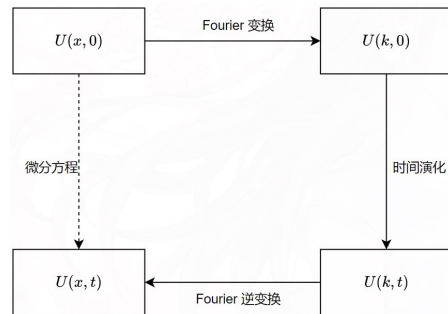 Fourier 变换
U(x, 0)
U(k, 0)
微分方程
时间演化
U(x, t)
U(k, t)
Fourier 逆变换